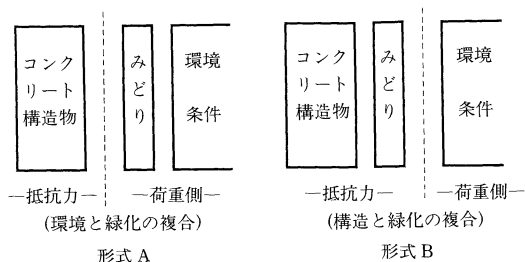 コンク
リート
構造物
みどり
環境
条件
—抵抗力— —荷重側—
(環境と緑化の複合)
形式 A
コンク
リート
構造物
みどり
環境
条件
—抵抗力— —荷重側—
(構造と緑化の複合)
形式 B